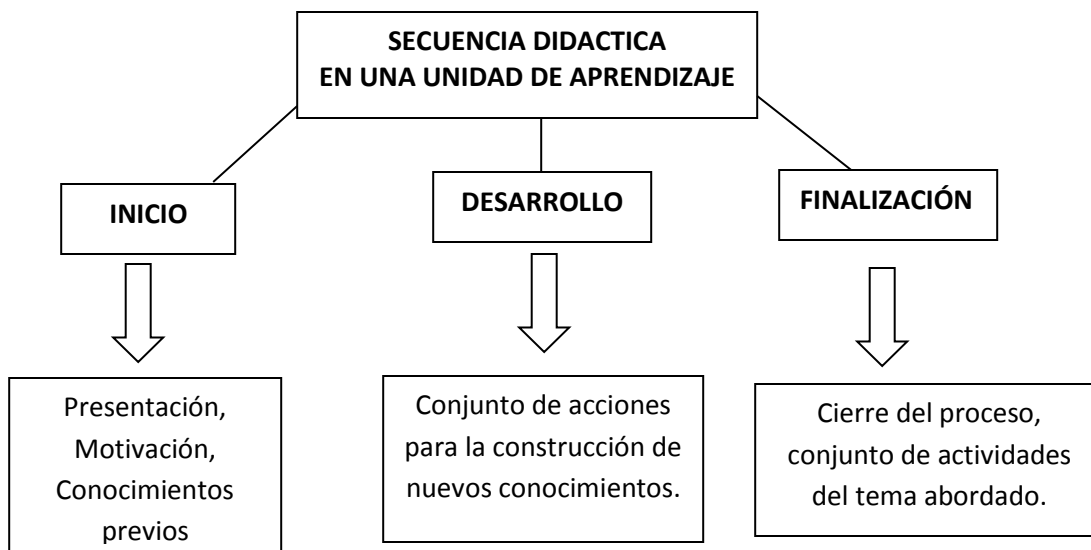 SECUENCIA DIDACTICA
EN UNA UNIDAD DE APRENDIZAJE
INICIO
DESARROLLO
FINALIZACIÓN
Presentación,
Motivación,
Conocimientos
previos
Conjunto de acciones
para la construcción de
nuevos conocimientos.
Cierre del proceso,
conjunto de actividades
del tema abordado.